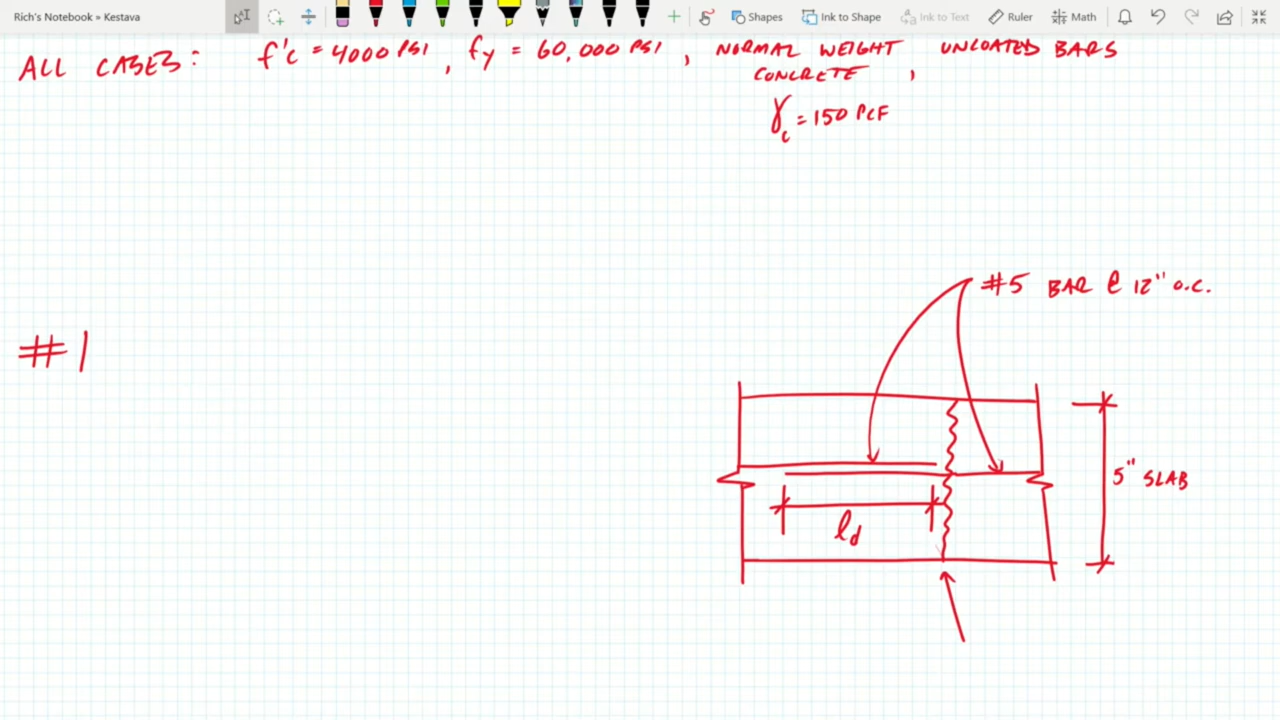 Rich's Notebook » Kestava
Shapes
Ink to Shape
Ink to Text
Ruler
Math
ALL CASES: f'c = 4000 PSI, fy = 60,000 PSI, NORMAL WEIGHT CONCRETE, UNCOATED BARS
γc = 150 PCF
#5 BAR @ 12" o.c.
#1
5" SLAB
ld